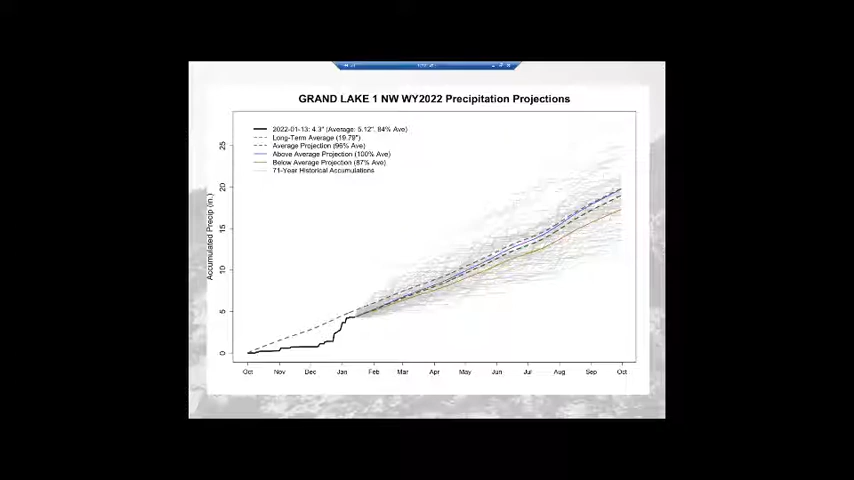 GRAND LAKE 1 NW WY2022 Precipitation Projections
2022-01-13: 4.3" (Average: 5.12", 84% Ave)
Long-Term Average (19.79")
Average Projection (96% Ave)
Above Average Projection (100% Ave)
Below Average Projection (87% Ave)
71-Year Historical Accumulations
Accumulated Precip (in.)
25
20
15
10
5
0
Oct Nov Dec Jan Feb Mar Apr May Jun Jul Aug Sep Oct